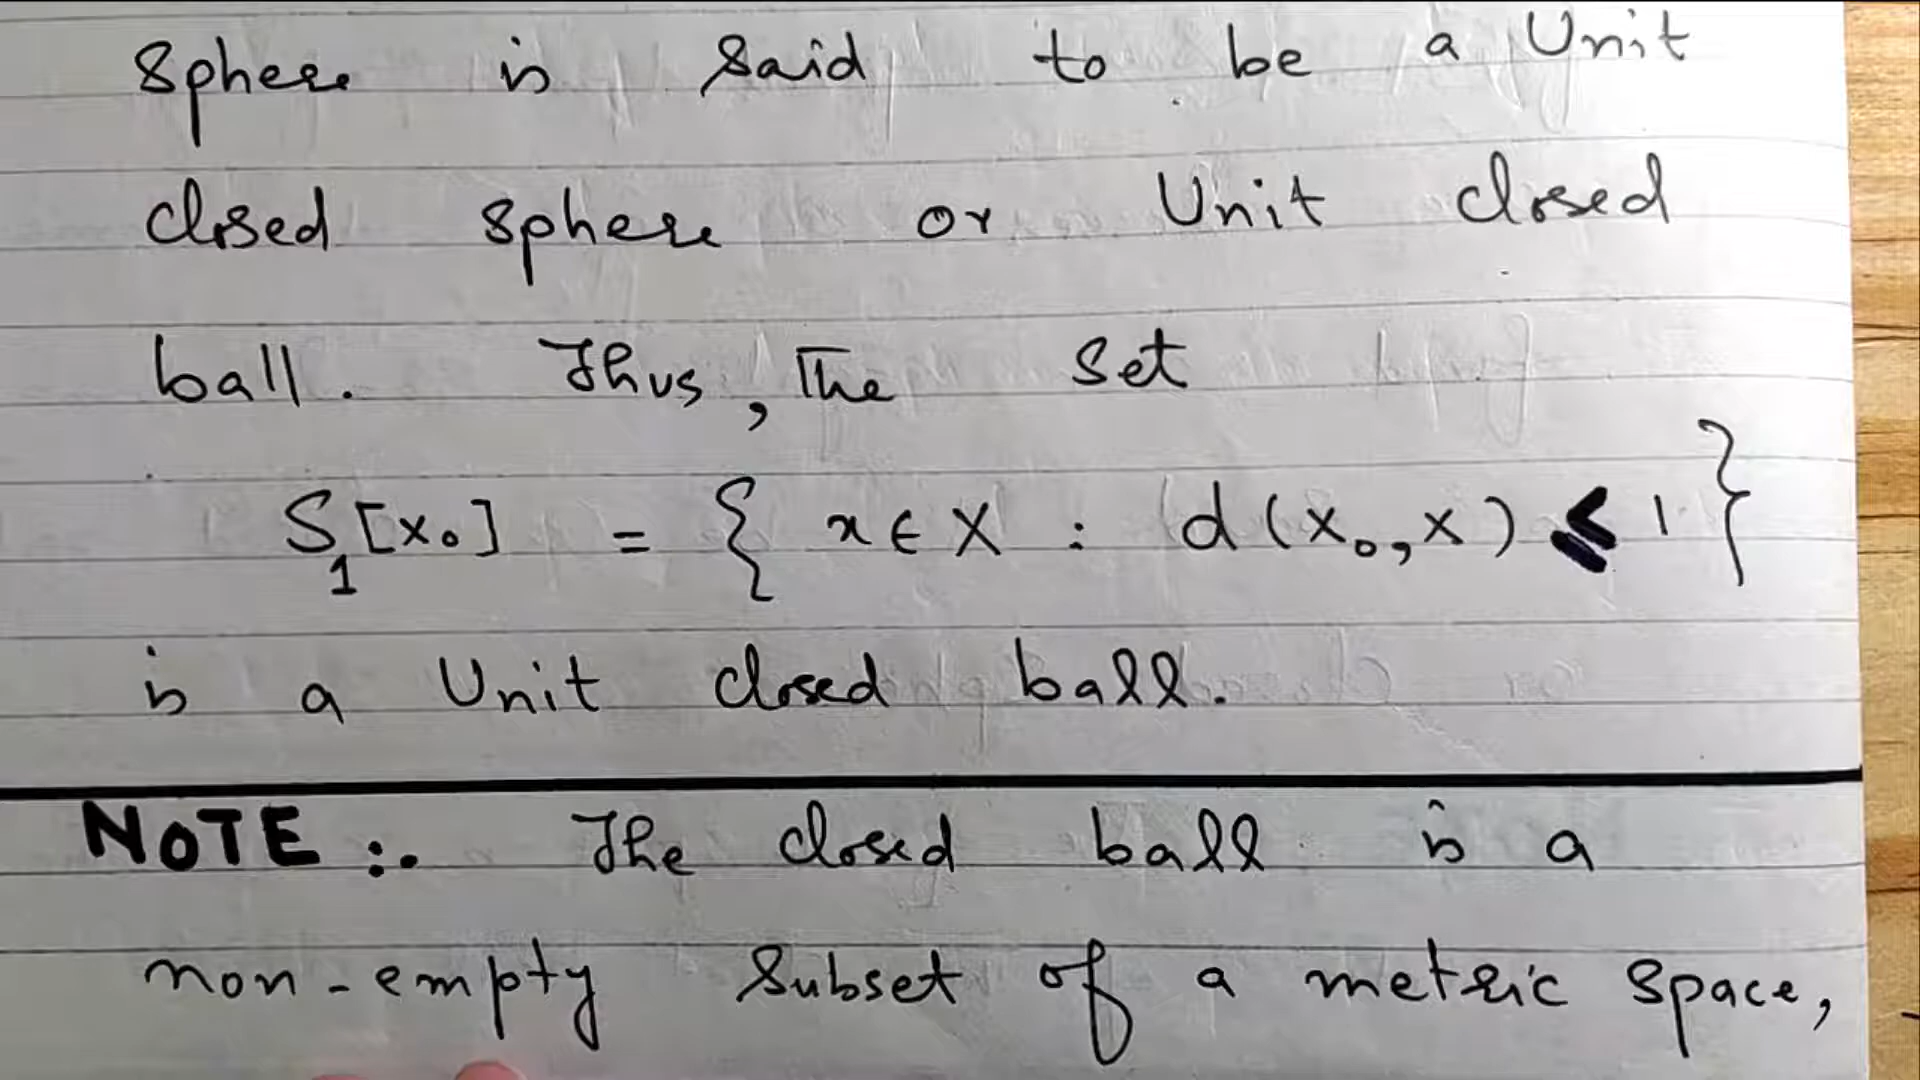 sphere is said to be a Unit
closed sphere or Unit closed
ball. Thus, The set
S₁[x₀] = { x ∈ X : d(x₀,x) ≤ 1 }
is a Unit closed ball.
NOTE :. The closed ball is a
non-empty subset of a metric space,